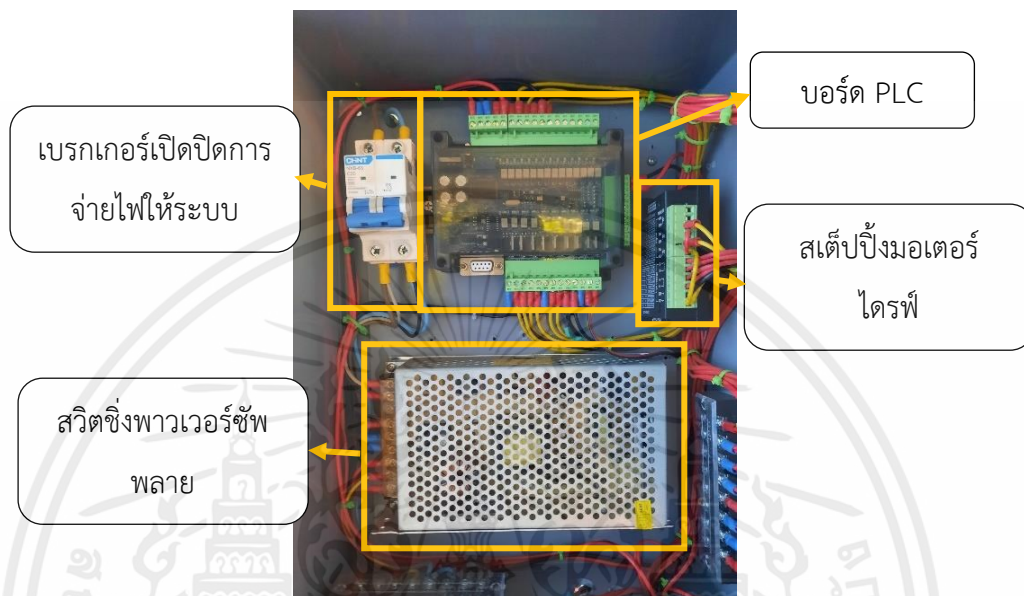 บอร์ด PLC
เบรกเกอร์เปิดปิดการ
จ่ายไฟให้ระบบ
CHNT
สเต็ปปิ้งมอเตอร์
ไดรฟ์
สวิตชิ่งพาวเวอร์ซัพ
พลาย